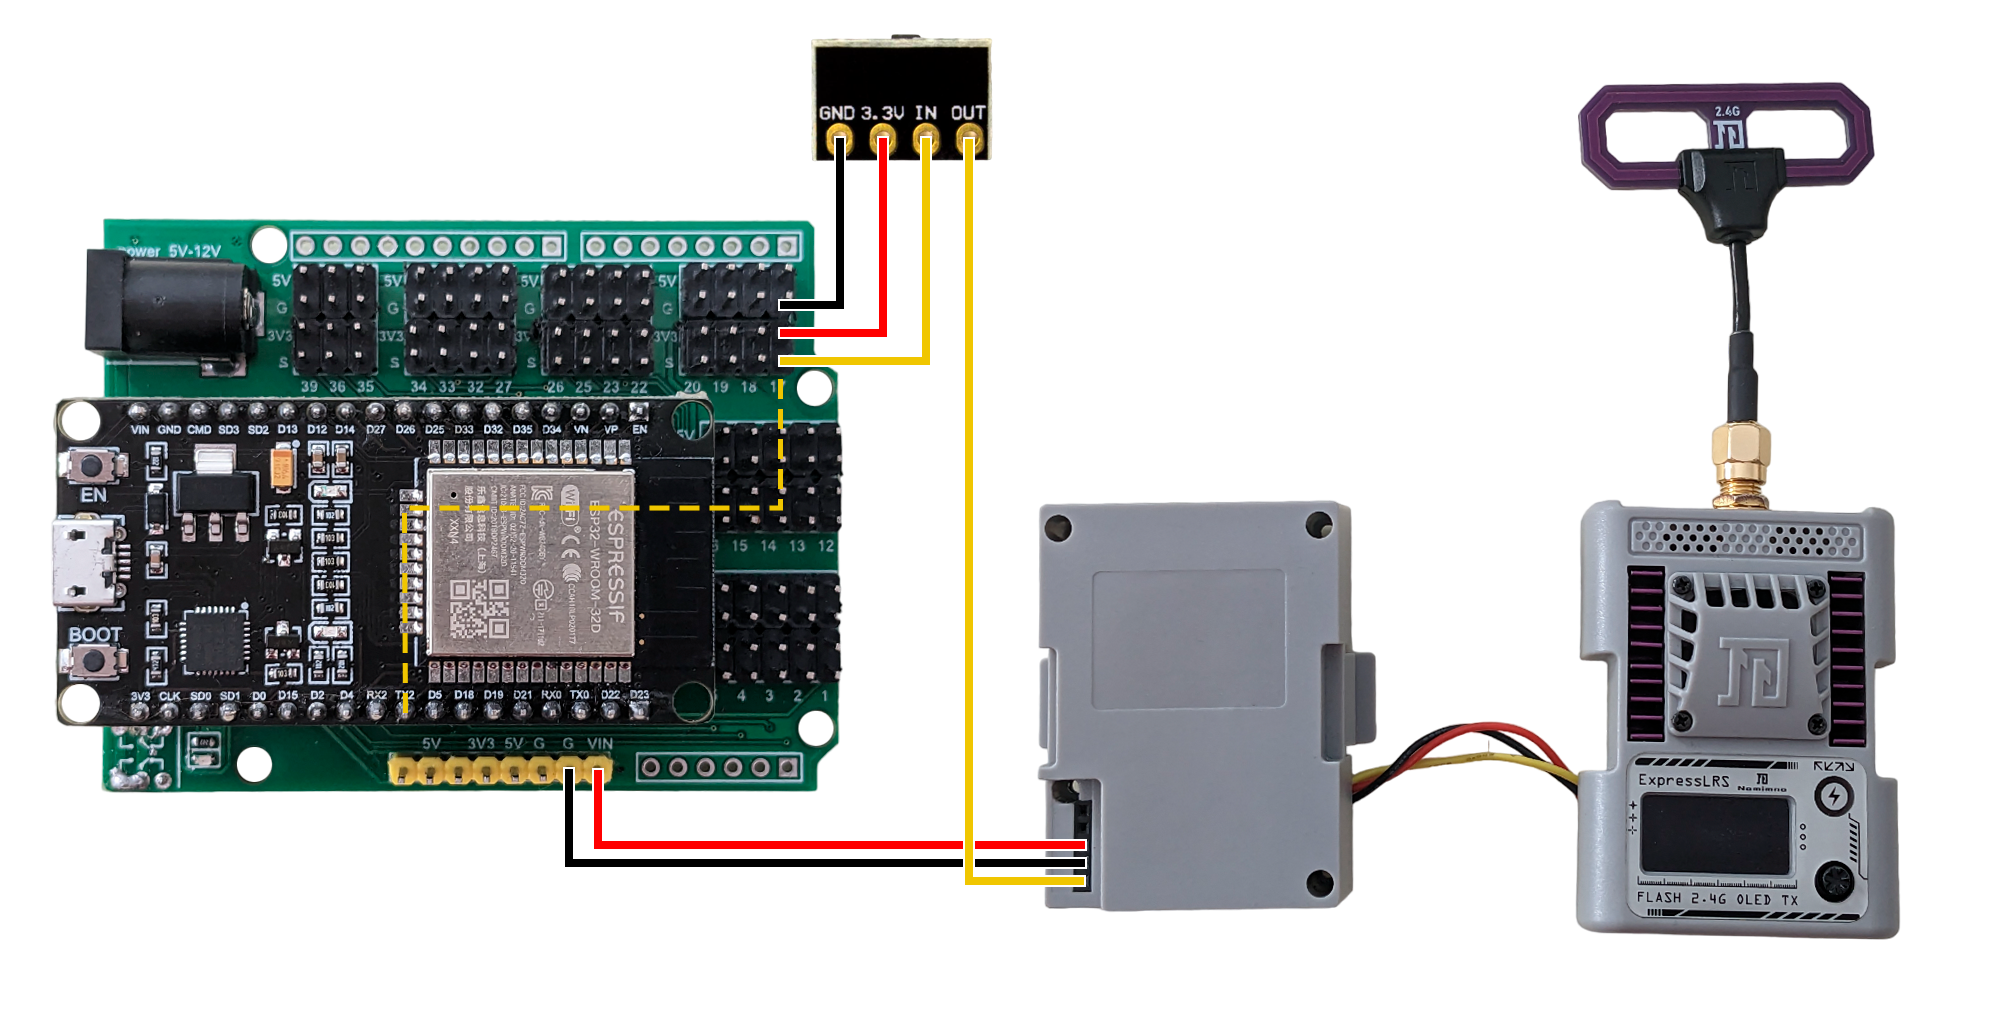 GND 3.3V IN OUT
2.4G
Power 5V-12V
5V
5V
5V
5V
G
G
G
G
3V3
3V3
3V3
S
S
S
S
39 36 35
34 33 32 27
26 25 23 22
20 19 18
VIN GND CMD SD3 SD2 D13 D12 D14 D27 D26 D25 D33 D32 D35 D34 VN VP EN
EN
BOOT
WiFi
ESPRESSIF
ESP32-WROOM-32D
XXN4
15 14 13 12
4 3 2 1
3V3 CLK SD0 SD1 D0 D15 D2 D4 RX2 TX2 D5 D18 D19 D21 RX0 TX0 D22 D23
5V 3V3 5V G G VIN
ExpressLRS
Namimno
FLASH 2.4G OLED TX